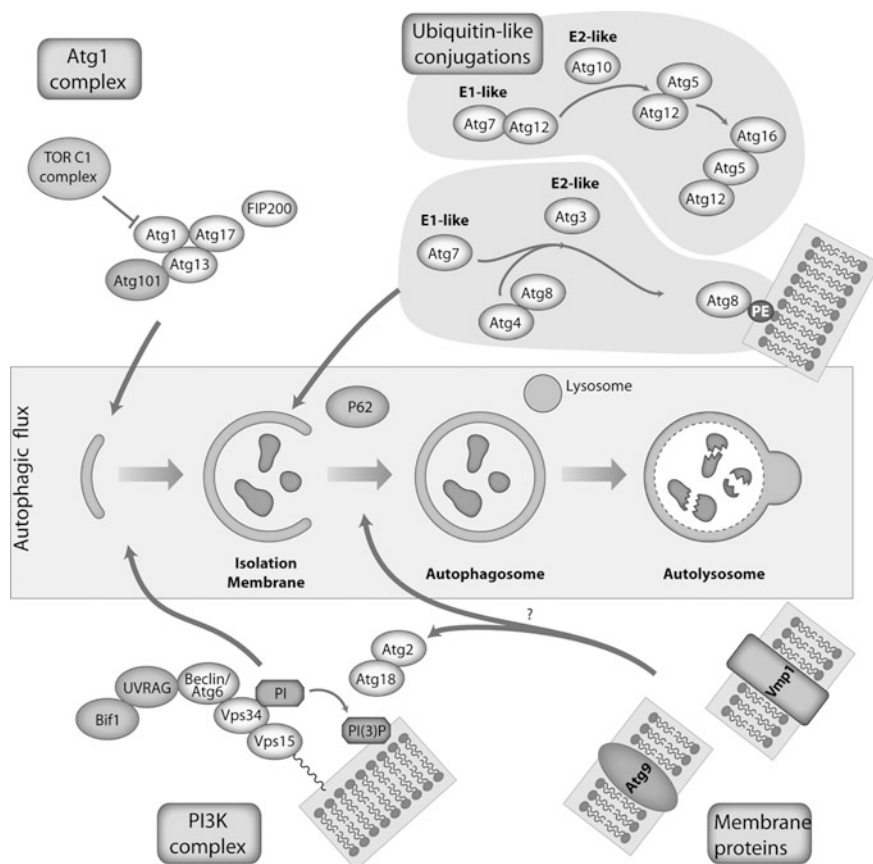 Atg1
complex
Ubiquitin-like
conjugations
E2-like
Atg10
E1-like
Atg7
Atg12
Atg5
Atg12
Atg16
Atg5
Atg12
TOR C1
complex
FIP200
Atg1
Atg17
Atg13
Atg101
E2-like
Atg3
E1-like
Atg7
Atg8
Atg4
Atg8
PE
Autophagic flux
P62
Lysosome
Isolation
Membrane
Autophagosome
Autolysosome
?
Atg2
Atg18
Beclin/
Atg6
UVRAG
Bif1
PI
Vps34
Vps15
PI(3)P
Vmp1
Atg9
PI3K
complex
Membrane
proteins